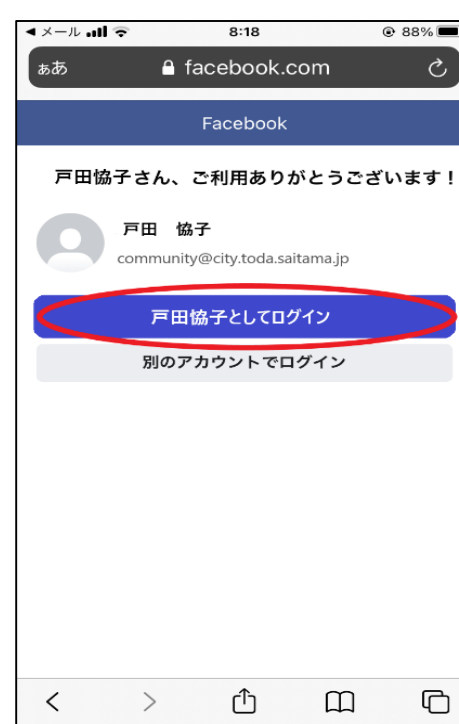 ◀ メール 8:18 88%
ぁあ facebook.com
Facebook
戸田協子さん、ご利用ありがとうございます！
戸田　協子
community@city.toda.saitama.jp
戸田協子としてログイン
別のアカウントでログイン